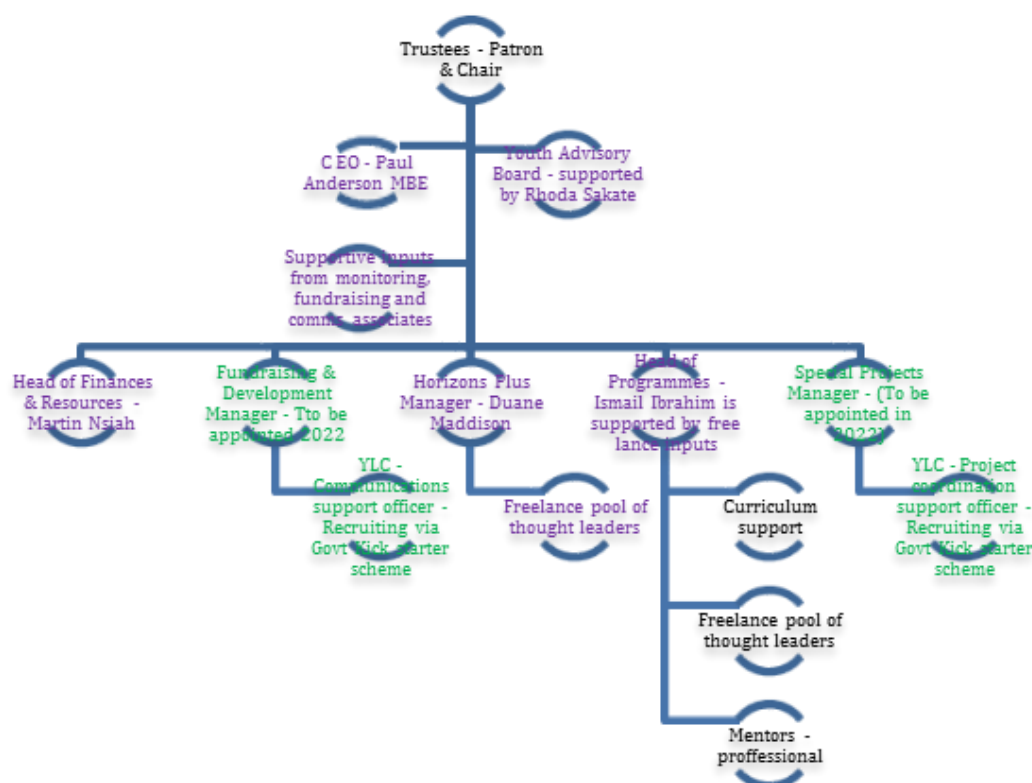 Trustees - Patron
& Chair
CEO - Paul
Anderson MBE
Youth Advisory
Board - supported
by Rhoda Sakate
Supportive inputs
from monitoring,
fundraising and
comms associates
Head of Finances
& Resources -
Martin Nsiah
Fundraising &
Development
Manager - Tto be
appointed 2022
Horizons Plus
Manager - Duane
Maddison
Head of
Programmes -
Ismail Ibrahim is
supported by free
lance inputs
Special Projects
Manager - (To be
appointed in
2022)
YLC -
Communications
support officer -
Recruiting via
Govt Kick starter
scheme
Freelance pool of
thought leaders
Curriculum
support
YLC - Project
coordination
support officer -
Recruiting via
Govt Kick starter
scheme
Freelance pool of
thought leaders
Mentors -
proffessional